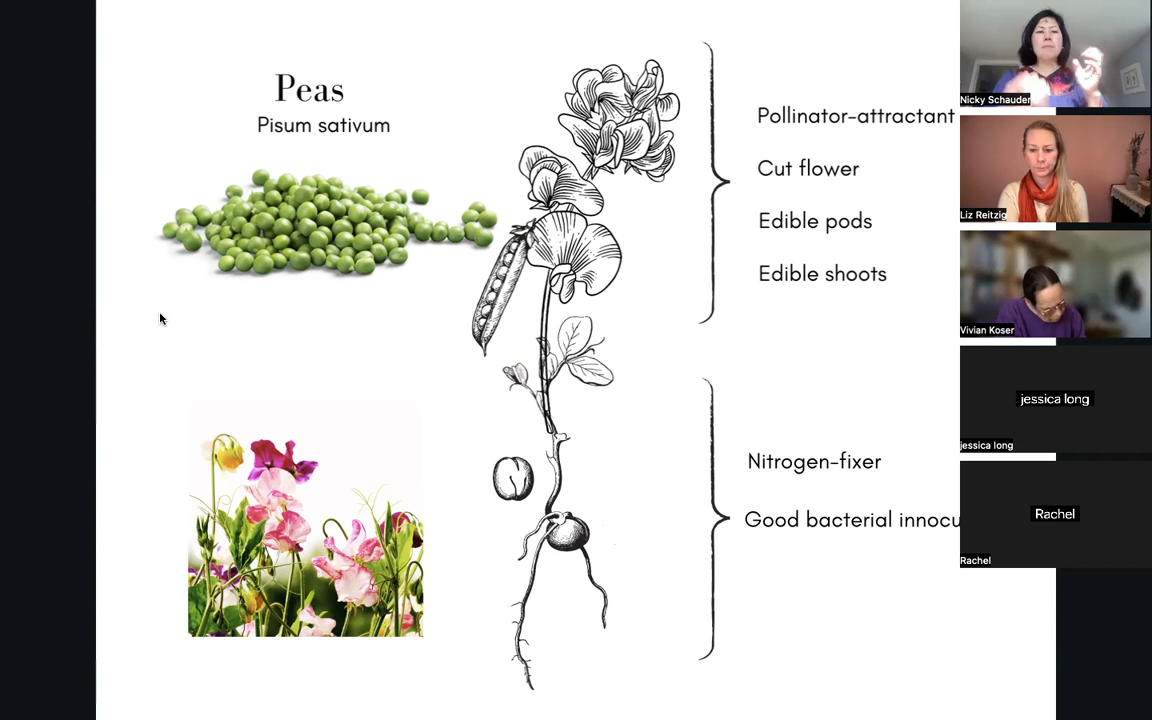 Peas
Pisum sativum
Pollinator-attractant
Cut flower
Edible pods
Edible shoots
Nitrogen-fixer
Good bacterial innocu
Nicky Schauder
Liz Reitzig
Vivian Koser
jessica long
jessica long
Rachel
Rachel